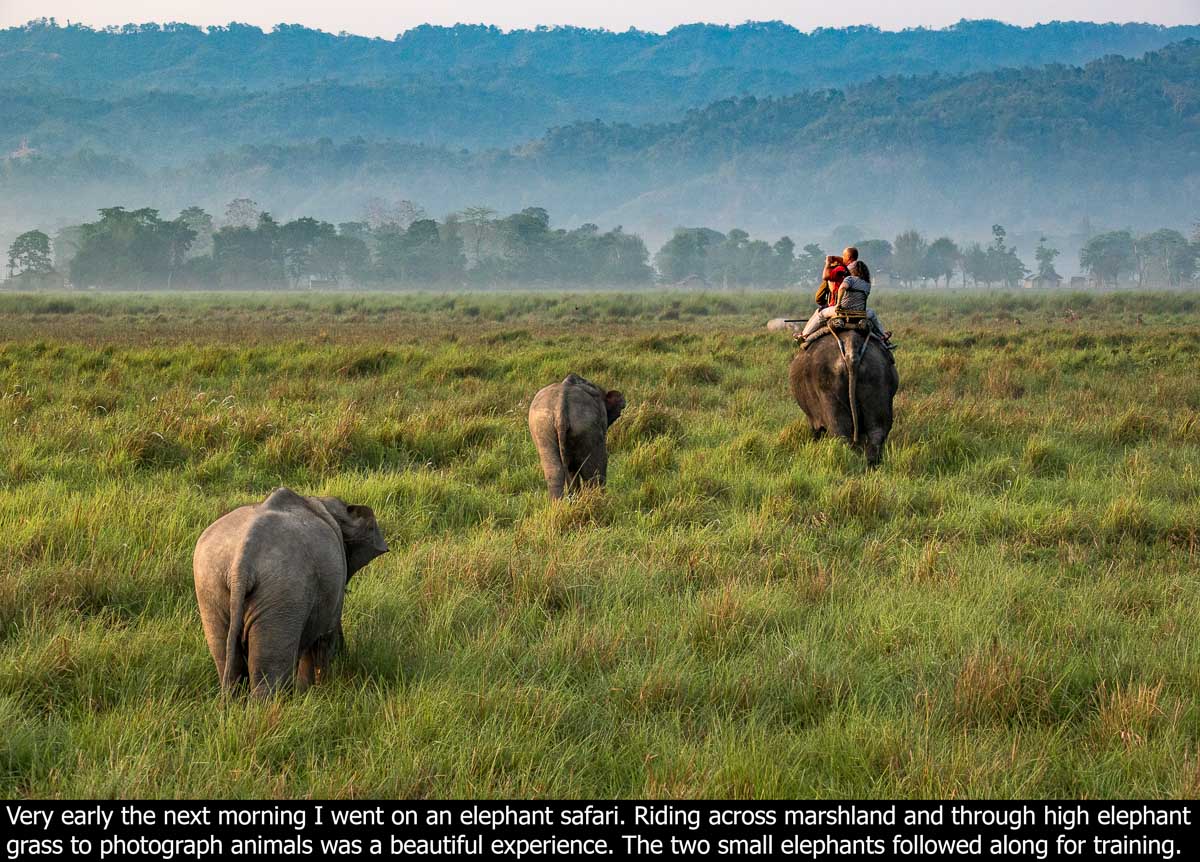 Very early the next morning I went on an elephant safari. Riding across marshland and through high elephant
grass to photograph animals was a beautiful experience. The two small elephants followed along for training.